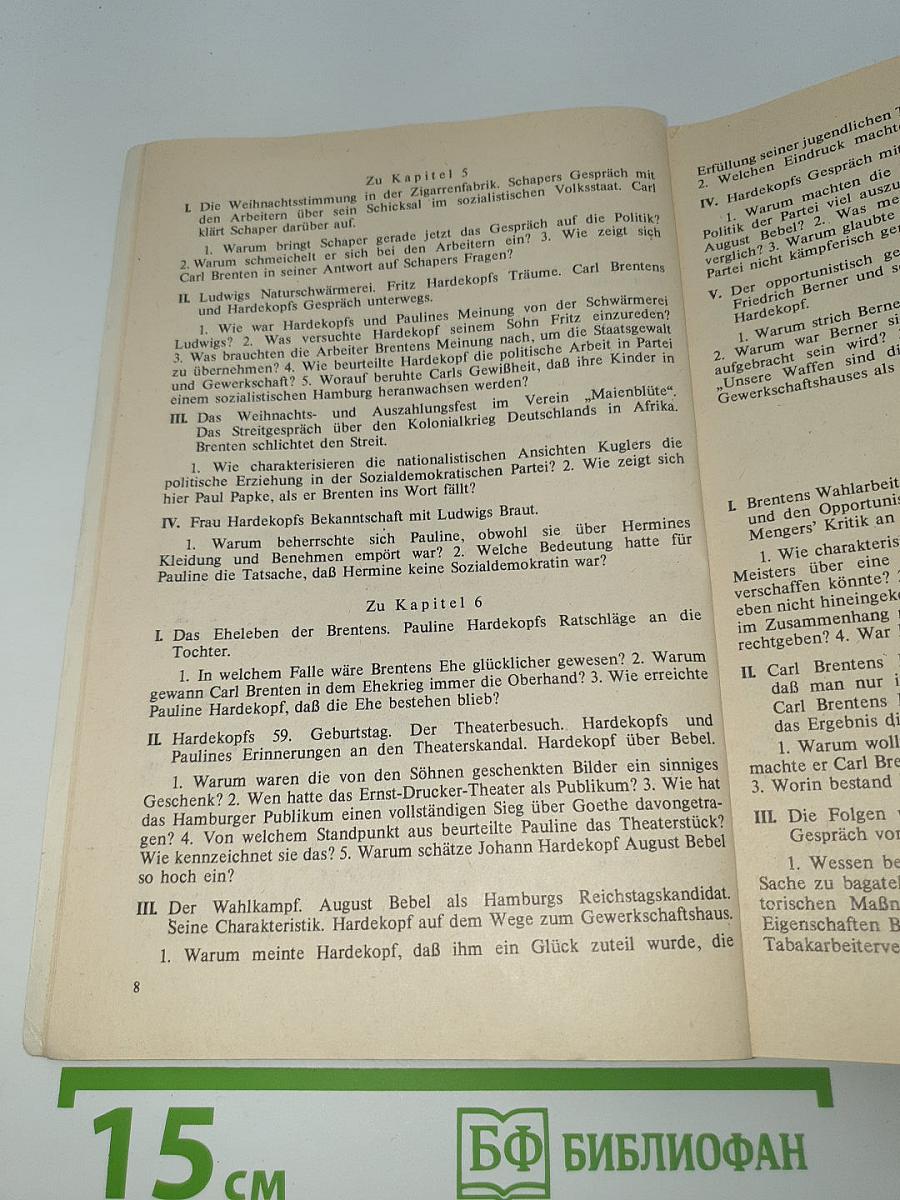 Zu Kapitel 5
I. Die Weihnachtsstimmung in der Zigarrenfabrik. Schapers Gespräch mit
den Arbeitern über sein Schicksal im sozialistischen Volksstaat. Carl
klärt Schaper darüber auf.
1. Warum bringt Schaper gerade jetzt das Gespräch auf die Politik?
2. Warum schmeichelt er sich bei den Arbeitern ein? 3. Wie zeigt sich
Carl Brenten in seiner Antwort auf Schapers Fragen?
II. Ludwigs Naturschwärmerei. Fritz Hardekopfs Träume. Carl Brentens
und Hardekopfs Gespräch unterwegs.
1. Wie war Hardekopfs und Paulines Meinung von der Schwärmerei
Ludwigs? 2. Was versuchte Hardekopf seinem Sohn Fritz einzureden?
3. Was brauchten die Arbeiter Brentens Meinung nach, um die Staatsgewalt
zu übernehmen? 4. Wie beurteilte Hardekopf die politische Arbeit in Partei
und Gewerkschaft? 5. Worauf beruhte Carls Gewißheit, daß ihre Kinder in
einem sozialistischen Hamburg heranwachsen werden?
III. Das Weihnachts- und Auszahlungsfest im Verein „Maienblüte“.
Das Streitgespräch über den Kolonialkrieg Deutschlands in Afrika.
Brenten schlichtet den Streit.
1. Wie charakterisieren die nationalistischen Ansichten Kuglers die
politische Erziehung in der Sozialdemokratischen Partei? 2. Wie zeigt sich
hier Paul Papke, als er Brenten ins Wort fällt?
IV. Frau Hardekopfs Bekanntschaft mit Ludwigs Braut.
1. Warum beherrschte sich Pauline, obwohl sie über Hermines
Kleidung und Benehmen empört war? 2. Welche Bedeutung hatte für
Pauline die Tatsache, daß Hermine keine Sozialdemokratin war?
Zu Kapitel 6
I. Das Eheleben der Brentens. Pauline Hardekopfs Ratschläge an die
Tochter.
1. In welchem Falle wäre Brentens Ehe glücklicher gewesen? 2. Warum
gewann Carl Brenten in dem Ehekrieg immer die Oberhand? 3. Wie erreichte
Pauline Hardekopf, daß die Ehe bestehen blieb?
II. Hardekopfs 59. Geburtstag. Der Theaterbesuch. Hardekopfs und
Paulines Erinnerungen an den Theaterskandal. Hardekopf über Bebel.
1. Warum waren die von den Söhnen geschenkten Bilder ein sinniges
Geschenk? 2. Wen hatte das Ernst-Drucker-Theater als Publikum? 3. Wie hat
das Hamburger Publikum einen vollständigen Sieg über Goethe davongetra-
gen? 4. Von welchem Standpunkt aus beurteilte Pauline das Theaterstück?
Wie kennzeichnet sie das? 5. Warum schätze Johann Hardekopf August Bebel
so hoch ein?
III. Der Wahlkampf. August Bebel als Hamburgs Reichstagskandidat.
Seine Charakteristik. Hardekopf auf dem Wege zum Gewerkschaftshaus.
1. Warum meinte Hardekopf, daß ihm ein Glück zuteil wurde, die
8
Erfüllung seiner jugendlichen
2. Welchen Eindruck macht
IV. Hardekopfs Gespräch mit
1. Warum machten die
Politik der Partei viel auszu
August Bebel? 2. Was me
verglich? 3. Warum glaubte
Partei nicht kämpferisch ge
V. Der opportunistisch ge
Friedrich Berner und s
Hardekopf.
1. Warum strich Berne
2. Warum war Berner si
aufgebracht sein wird?
„Unsere Waffen sind di
Gewerkschaftshauses als
I. Brentens Wahlarbeit
und den Opportunis
Mengers’ Kritik an
1. Wie charakteris
Meisters über eine
verschaffen könnte?
eben nicht hineingek
im Zusammenhang
rechtgeben? 4. War
II. Carl Brentens
daß man nur i
Carl Brentens
das Ergebnis di
1. Warum woll
machte er Carl Bre
3. Worin bestand
III. Die Folgen
Gespräch vor
1. Wessen be
Sache zu bagatel
torischen Maßn
Eigenschaften B
Tabakarbeiterve
15 см
БФ БИБЛИОФАН